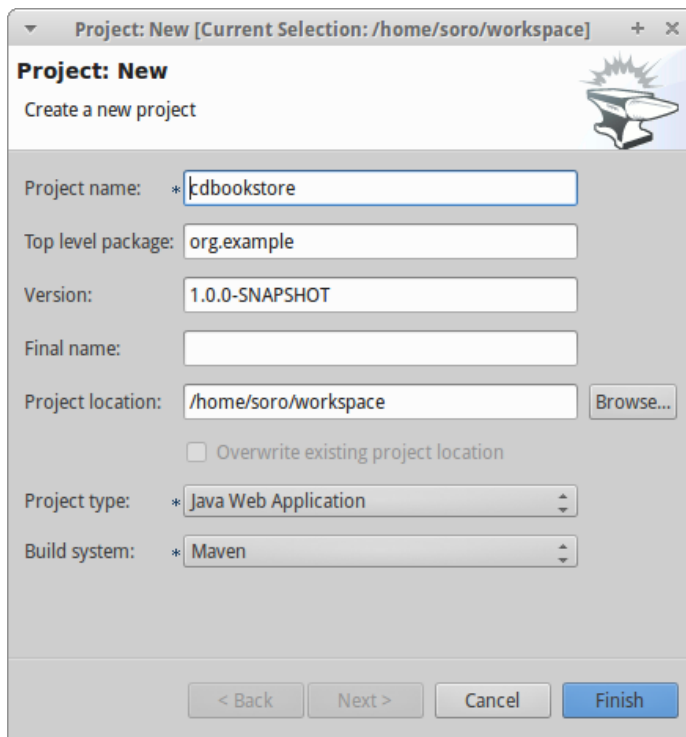 Project: New [Current Selection: /home/soro/workspace]
Project: New
Create a new project
Project name: * cdbookstore
Top level package: org.example
Version: 1.0.0-SNAPSHOT
Final name:
Project location: /home/soro/workspace Browse...
Overwrite existing project location
Project type: * Java Web Application
Build system: * Maven
< Back Next > Cancel Finish